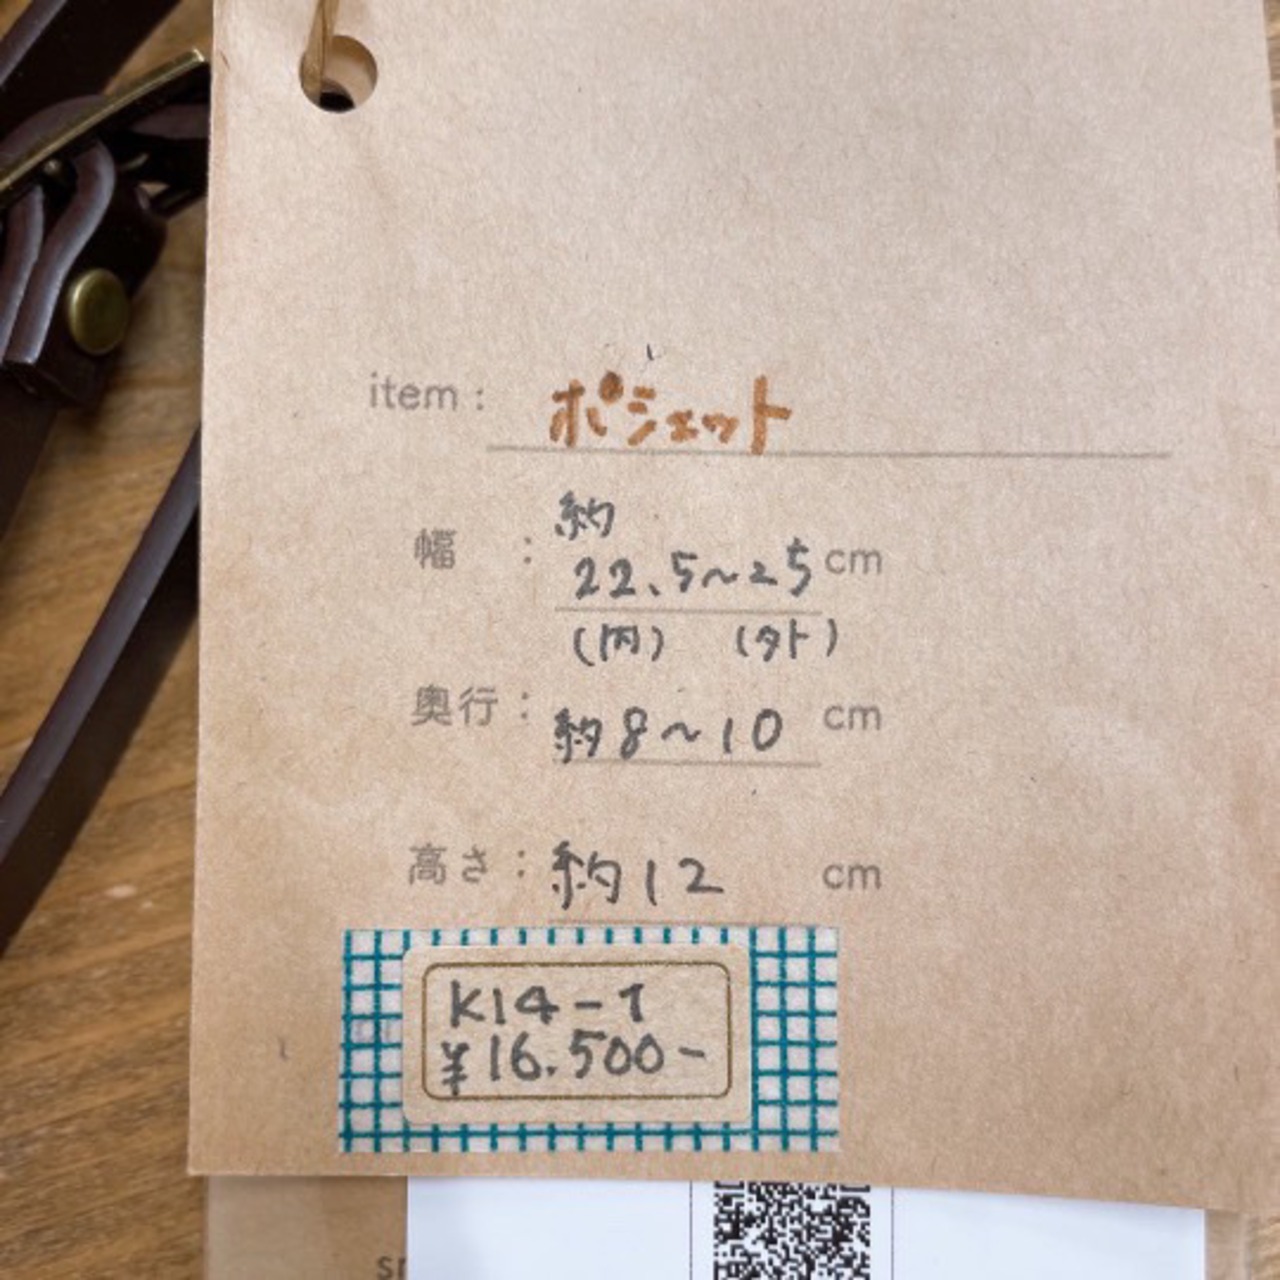 item : ポシェット
約
幅 : 22.5〜25 cm
(内) (外)
奥行 : 約8〜10 cm
高さ : 約12 cm
K14-1
¥16.500-